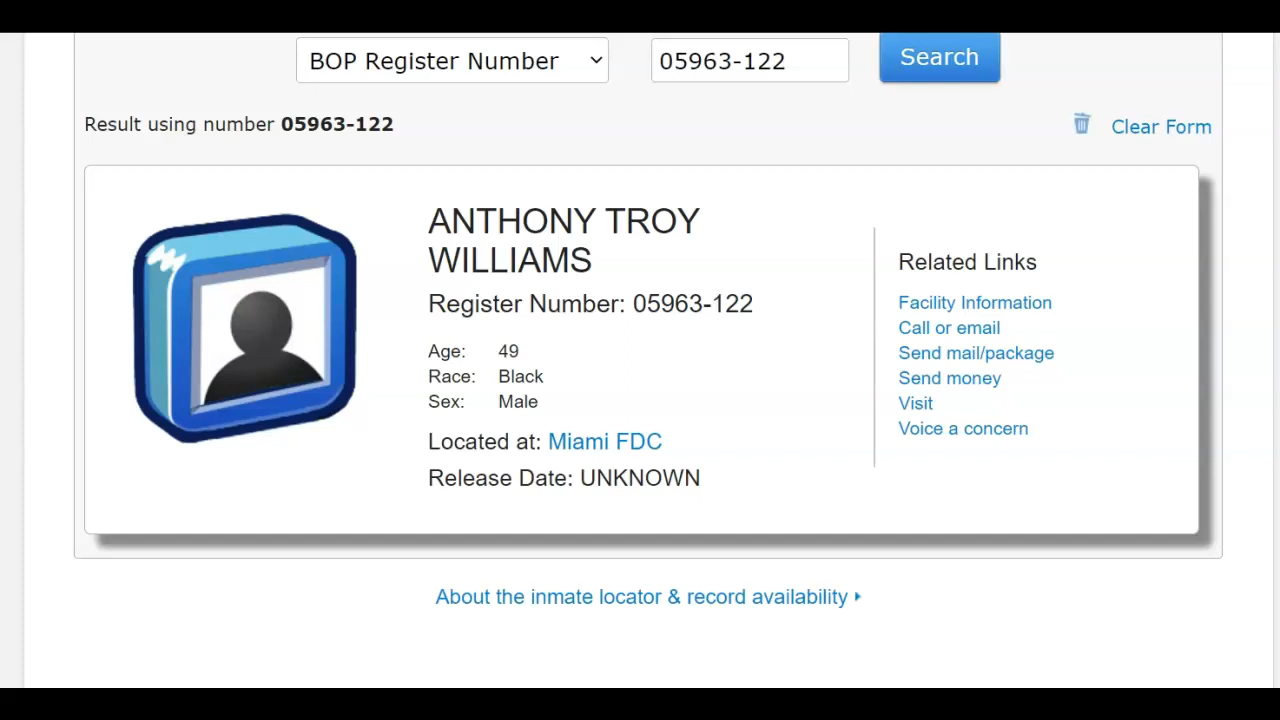 BOP Register Number 05963-122 Search
Result using number 05963-122 Clear Form
ANTHONY TROY
WILLIAMS
Register Number: 05963-122
Age: 49
Race: Black
Sex: Male
Located at: Miami FDC
Release Date: UNKNOWN
Related Links
Facility Information
Call or email
Send mail/package
Send money
Visit
Voice a concern
About the inmate locator & record availability